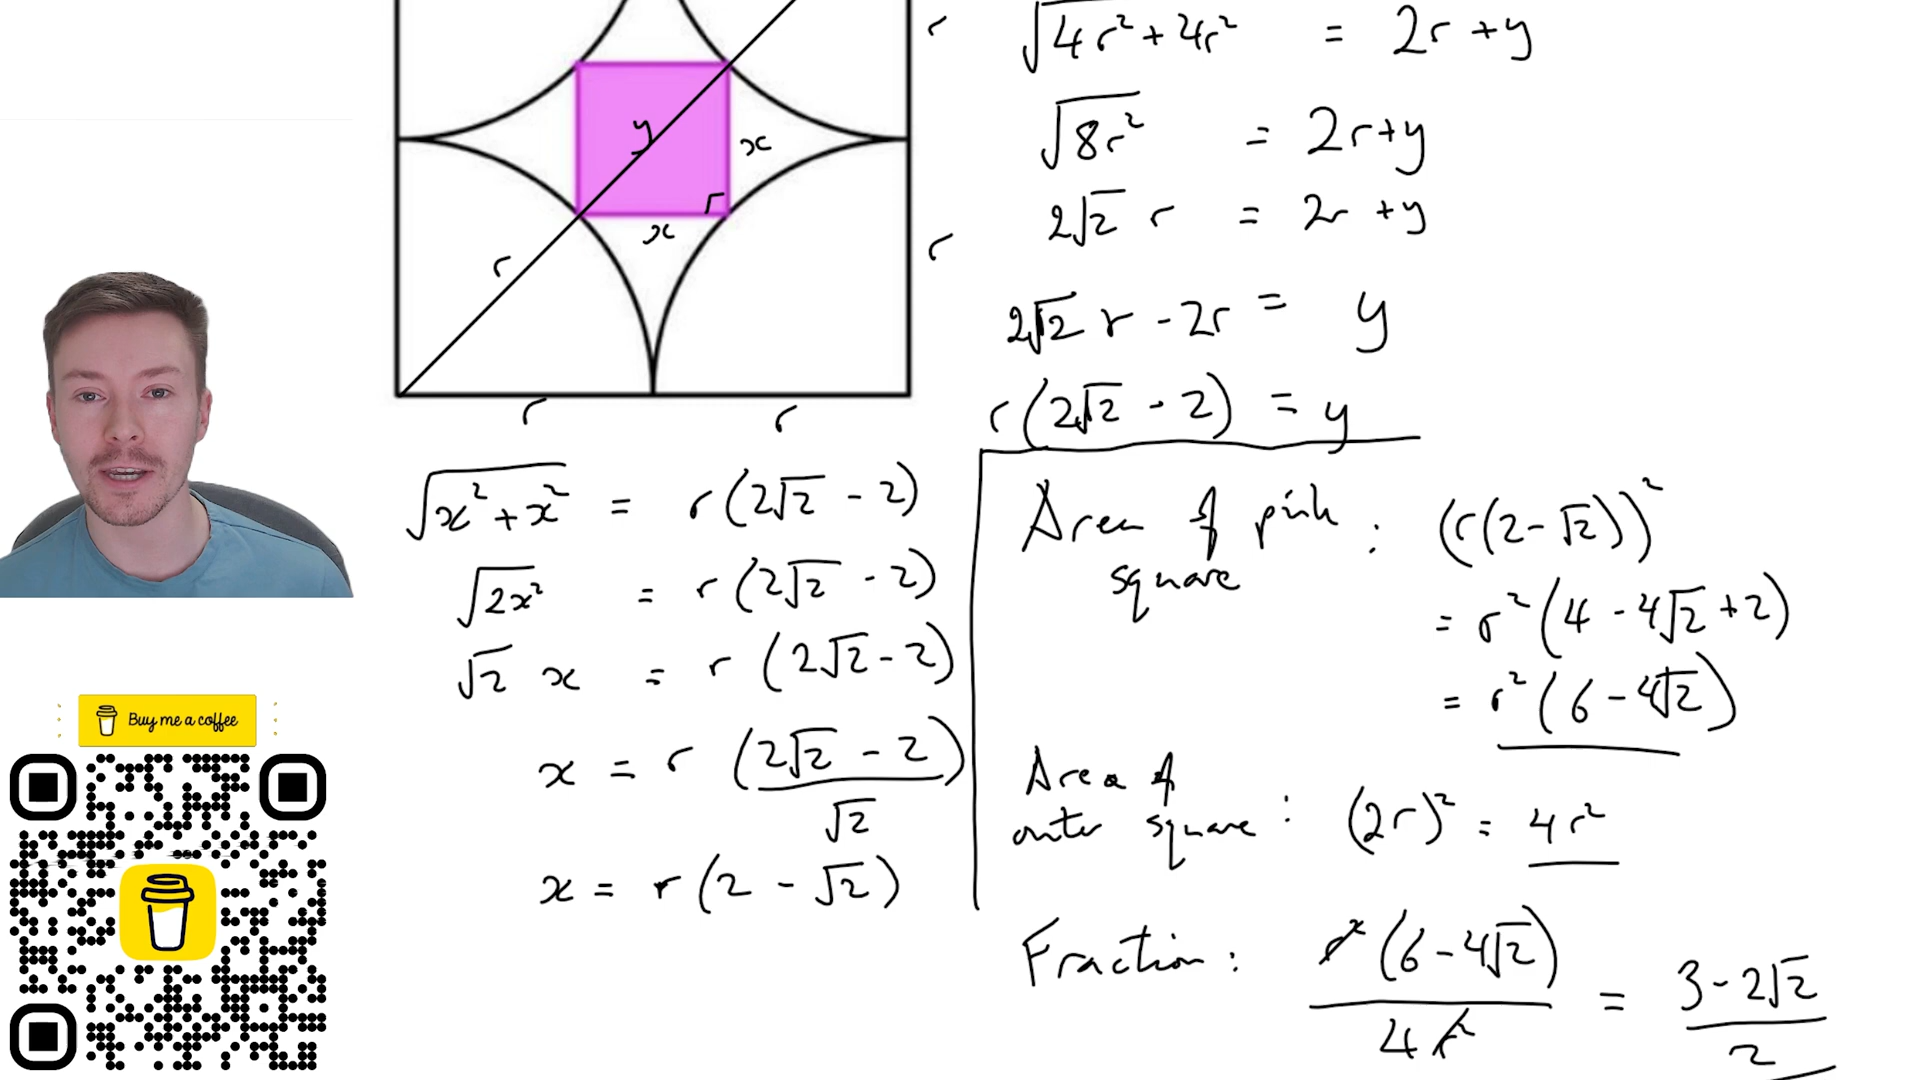 r
y
x
r
x
r
r
r
r
√4r²+4r² = 2r+y
√8r² = 2r+y
2√2 r = 2r+y
2√2 r - 2r = y
r(2√2 - 2) = y
√x²+x² = r(2√2 - 2)
√2x² = r(2√2 - 2)
√2 x = r(2√2 - 2)
x = r (2√2 - 2)/√2
x = r(2 - √2)
Area of pink square : (r(2-√2))²
= r²(4 - 4√2 + 2)
= r²(6 - 4√2)
Area of outer square : (2r)² = 4r²
Fraction: r²(6-4√2)/4r² = 3-2√2/2
Buy me a coffee